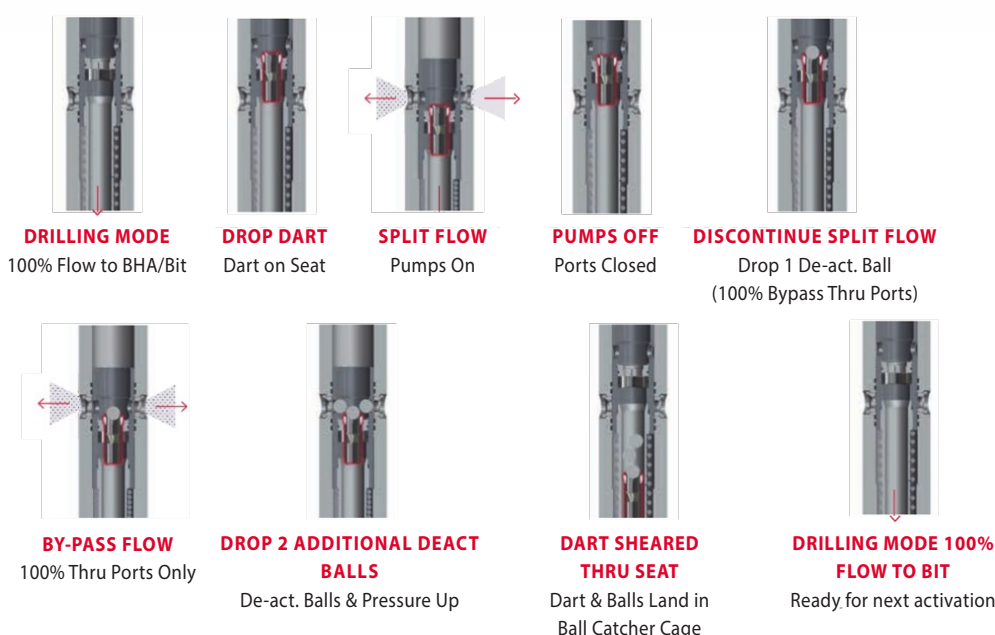 DRILLING MODE
100% Flow to BHA/Bit
DROP DART
Dart on Seat
SPLIT FLOW
Pumps On
PUMPS OFF
Ports Closed
DISCONTINUE SPLIT FLOW
Drop 1 De-act. Ball
(100% Bypass Thru Ports)
BY-PASS FLOW
100% Thru Ports Only
DROP 2 ADDITIONAL DEACT
BALLS
De-act. Balls & Pressure Up
DART SHEARED
THRU SEAT
Dart & Balls Land in
Ball Catcher Cage
DRILLING MODE 100%
FLOW TO BIT
Ready for next activation